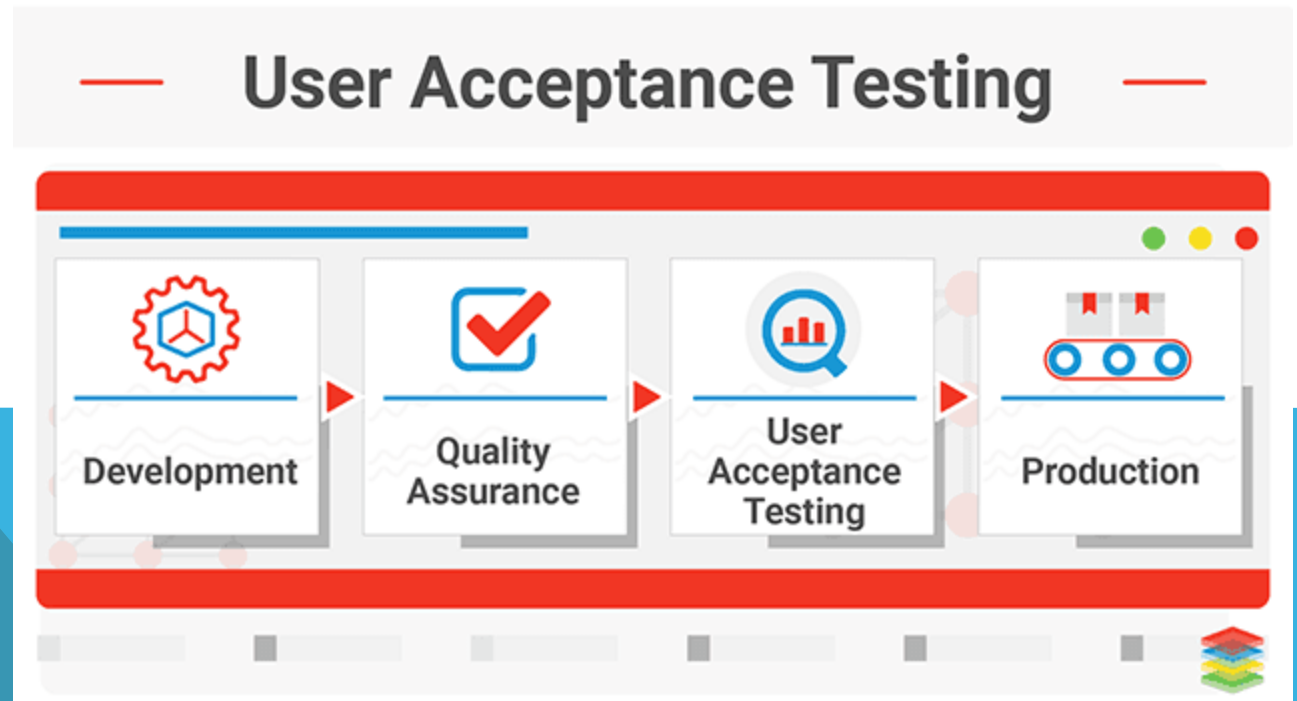 User Acceptance Testing
Development
Quality
Assurance
User
Acceptance
Testing
Production